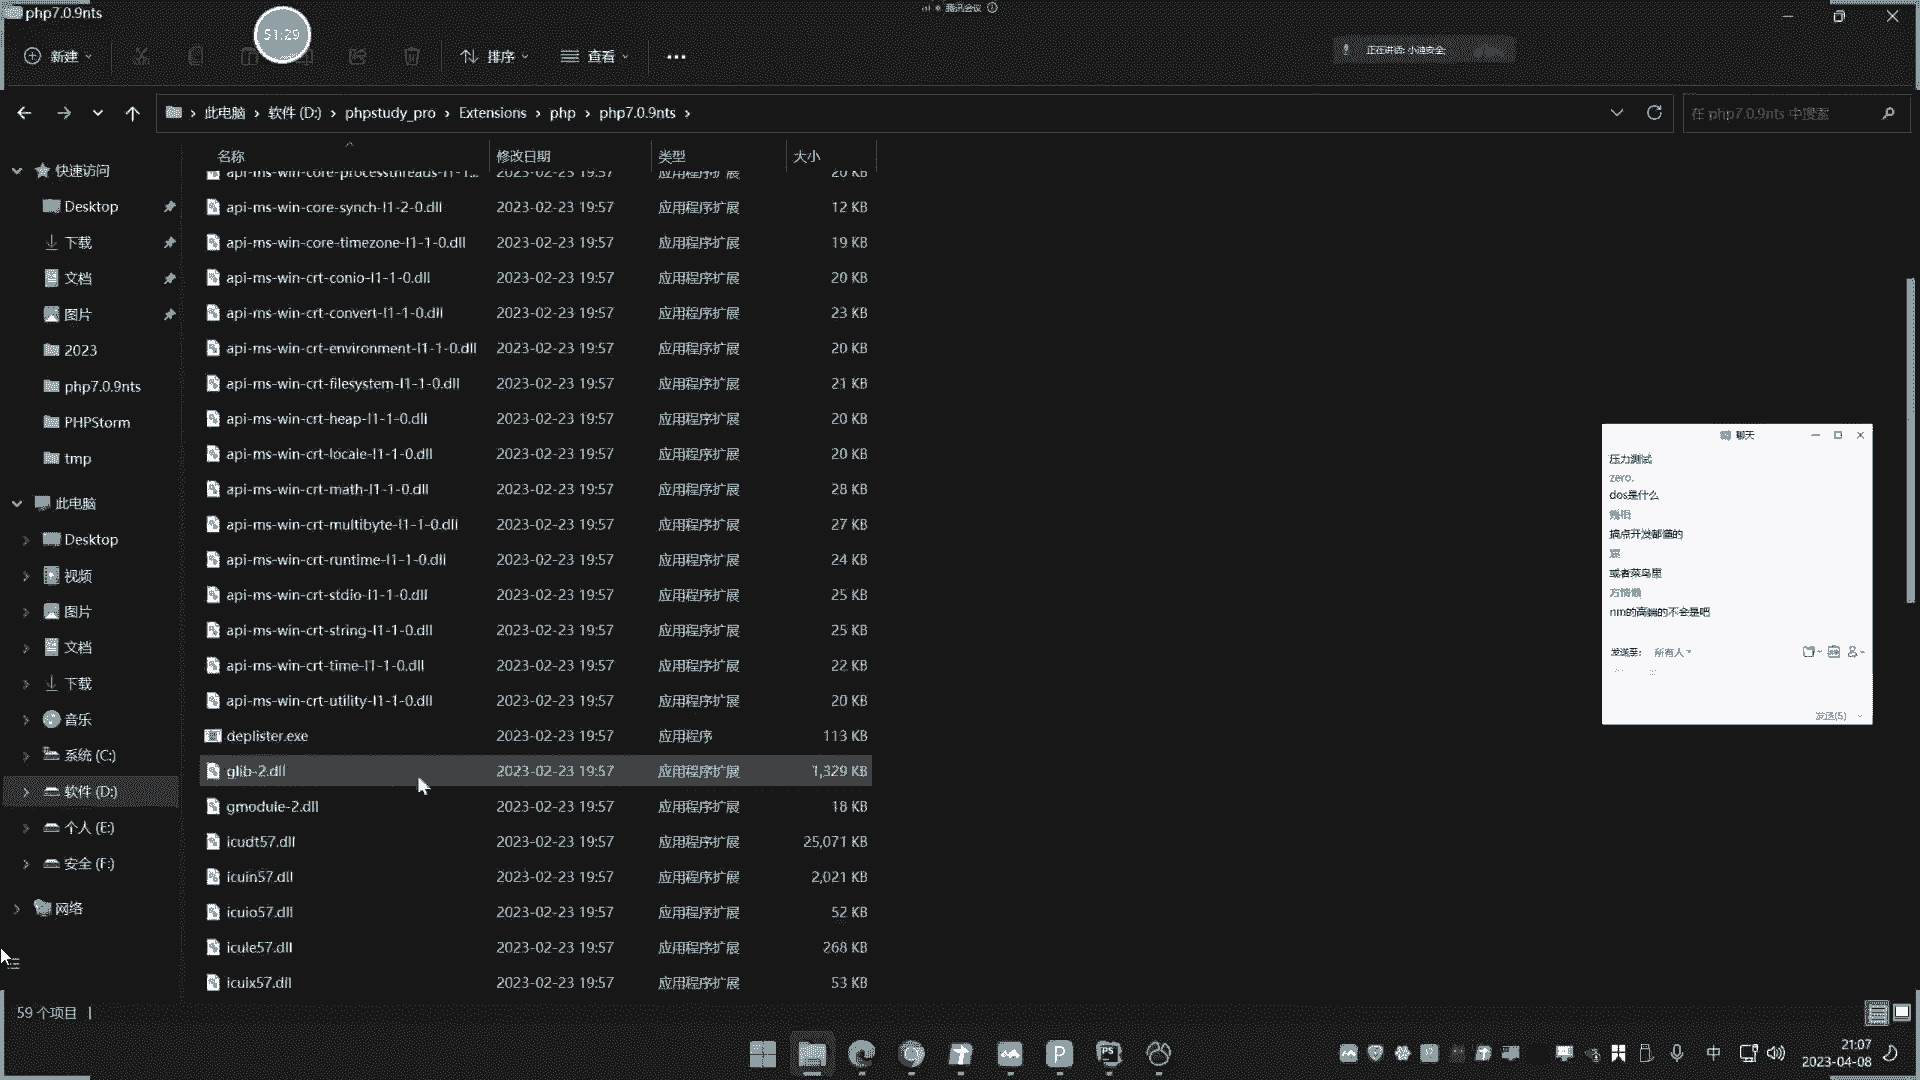 php7.0.9nts
51:29
腾讯会议
新建
排序
查看
正在讲话: 小迪安全
此电脑 › 软件 (D:) › phpstudy_pro › Extensions › php › php7.0.9nts ›
在 php7.0.9nts 中搜索
快速访问
Desktop
下载
文档
图片
2023
php7.0.9nts
PHPStorm
tmp
此电脑
Desktop
视频
图片
文档
下载
音乐
系统 (C:)
软件 (D:)
个人 (E:)
安全 (F:)
网络
名称 修改日期 类型 大小
api-ms-win-core-processthreads-l1-1... 2023-02-23 19:57 应用程序扩展 20 KB
api-ms-win-core-synch-l1-2-0.dll 2023-02-23 19:57 应用程序扩展 12 KB
api-ms-win-core-timezone-l1-1-0.dll 2023-02-23 19:57 应用程序扩展 19 KB
api-ms-win-crt-conio-l1-1-0.dll 2023-02-23 19:57 应用程序扩展 20 KB
api-ms-win-crt-convert-l1-1-0.dll 2023-02-23 19:57 应用程序扩展 23 KB
api-ms-win-crt-environment-l1-1-0.dll 2023-02-23 19:57 应用程序扩展 20 KB
api-ms-win-crt-filesystem-l1-1-0.dll 2023-02-23 19:57 应用程序扩展 21 KB
api-ms-win-crt-heap-l1-1-0.dll 2023-02-23 19:57 应用程序扩展 20 KB
api-ms-win-crt-locale-l1-1-0.dll 2023-02-23 19:57 应用程序扩展 20 KB
api-ms-win-crt-math-l1-1-0.dll 2023-02-23 19:57 应用程序扩展 28 KB
api-ms-win-crt-multibyte-l1-1-0.dll 2023-02-23 19:57 应用程序扩展 27 KB
api-ms-win-crt-runtime-l1-1-0.dll 2023-02-23 19:57 应用程序扩展 24 KB
api-ms-win-crt-stdio-l1-1-0.dll 2023-02-23 19:57 应用程序扩展 25 KB
api-ms-win-crt-string-l1-1-0.dll 2023-02-23 19:57 应用程序扩展 25 KB
api-ms-win-crt-time-l1-1-0.dll 2023-02-23 19:57 应用程序扩展 22 KB
api-ms-win-crt-utility-l1-1-0.dll 2023-02-23 19:57 应用程序扩展 20 KB
deplister.exe 2023-02-23 19:57 应用程序 113 KB
glib-2.dll 2023-02-23 19:57 应用程序扩展 1,329 KB
gmodule-2.dll 2023-02-23 19:57 应用程序扩展 18 KB
icudt57.dll 2023-02-23 19:57 应用程序扩展 25,071 KB
icuin57.dll 2023-02-23 19:57 应用程序扩展 2,021 KB
icuio57.dll 2023-02-23 19:57 应用程序扩展 52 KB
icule57.dll 2023-02-23 19:57 应用程序扩展 268 KB
icuix57.dll 2023-02-23 19:57 应用程序扩展 53 KB
聊天
压力测试
zero.
dos是什么
搞点开发都懂的
或者菜鸟黑
方情懒
nm的高端的不会是吧
发送至: 所有人
发送(S)
59 个项目
中
21:07
2023-04-08